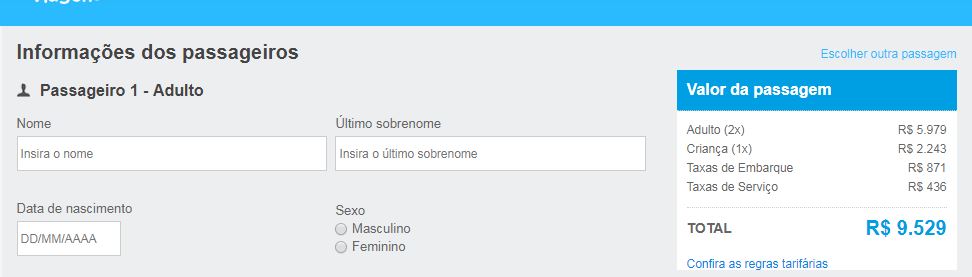 Informações dos passageiros
Escolher outra passagem
Passageiro 1 - Adulto
Nome
Último sobrenome
Insira o nome
Insira o último sobrenome
Data de nascimento
Sexo
DD/MM/AAAA
Masculino
Feminino
Valor da passagem
Adulto (2x) R$ 5.979
Criança (1x) R$ 2.243
Taxas de Embarque R$ 871
Taxas de Serviço R$ 436
TOTAL R$ 9.529
Confira as regras tarifárias